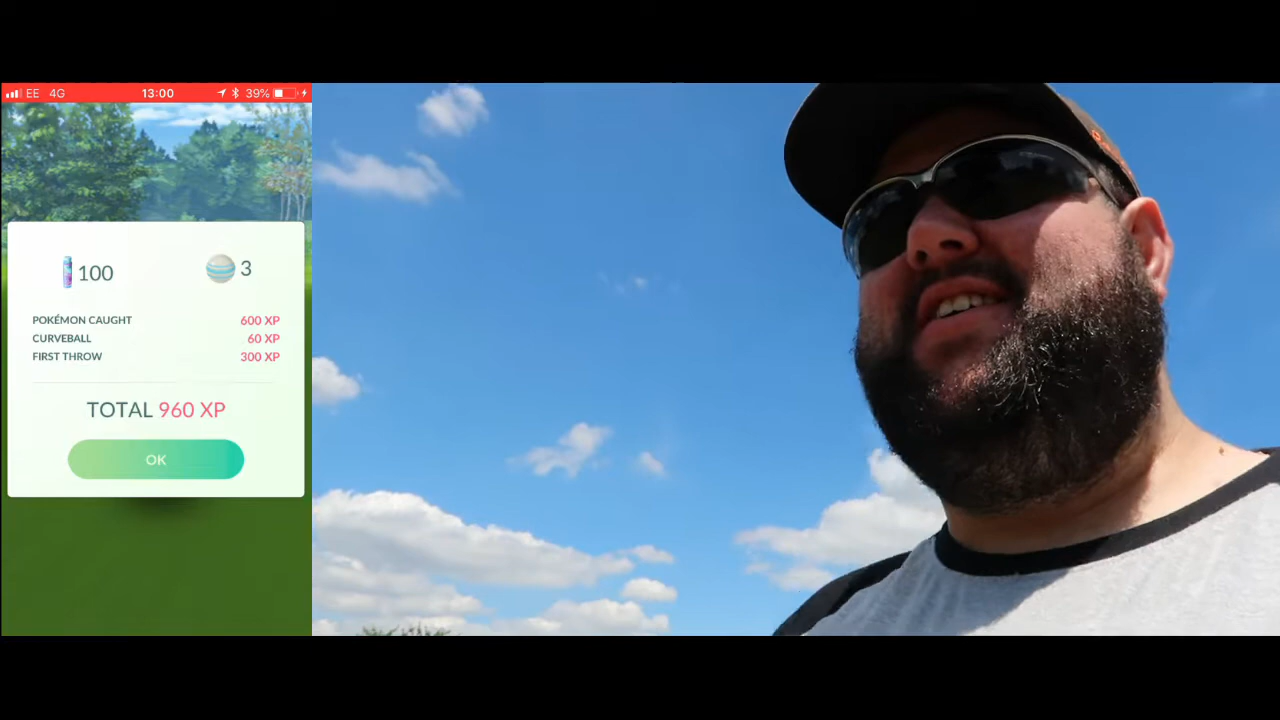 EE 4G 13:00 39%
100 3
POKÉMON CAUGHT 600 XP
CURVEBALL 60 XP
FIRST THROW 300 XP
TOTAL 960 XP
OK